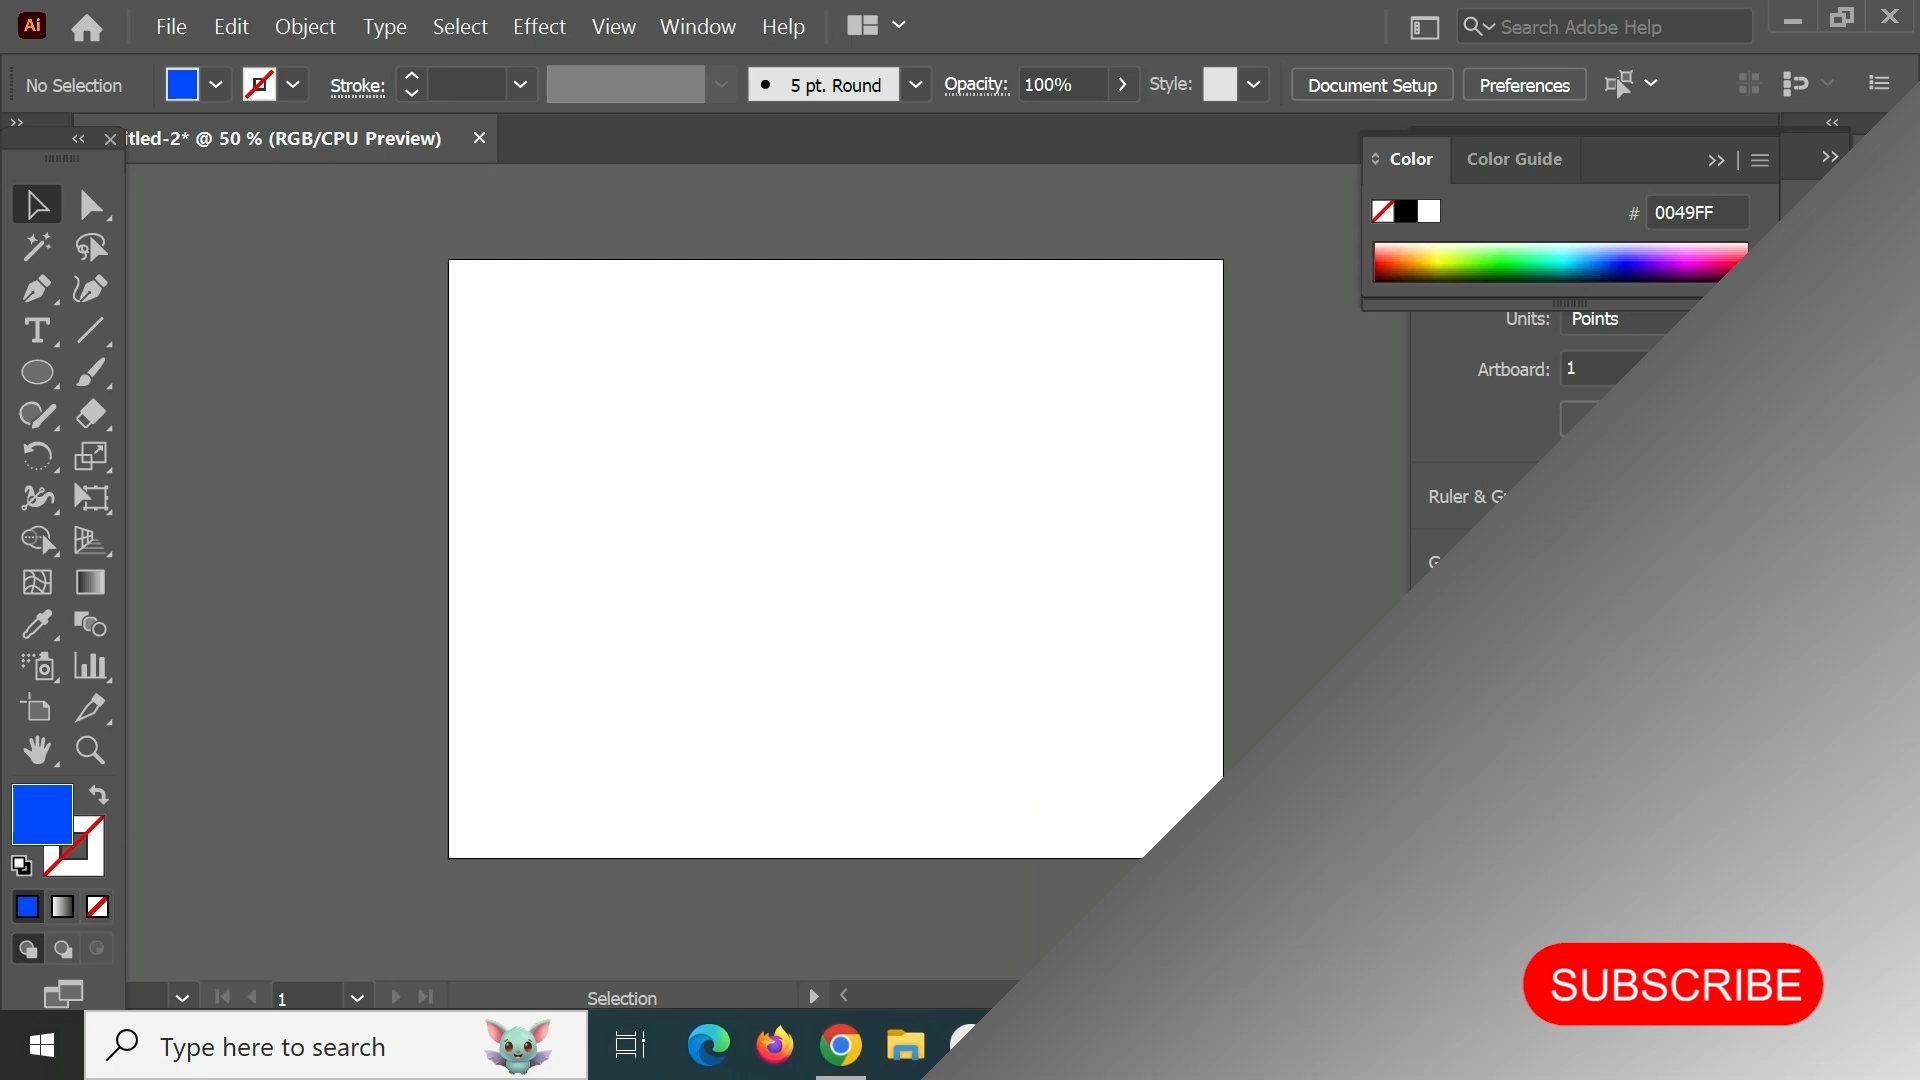 Ai File Edit Object Type Select Effect View Window Help Search Adobe Help
No Selection Stroke: 5 pt. Round Opacity: 100% Style: Document Setup Preferences
itled-2* @ 50 % (RGB/CPU Preview)
Color Color Guide
# 0049FF
Units: Points
Artboard: 1
Ruler & G
G
1 Selection
SUBSCRIBE
Type here to search